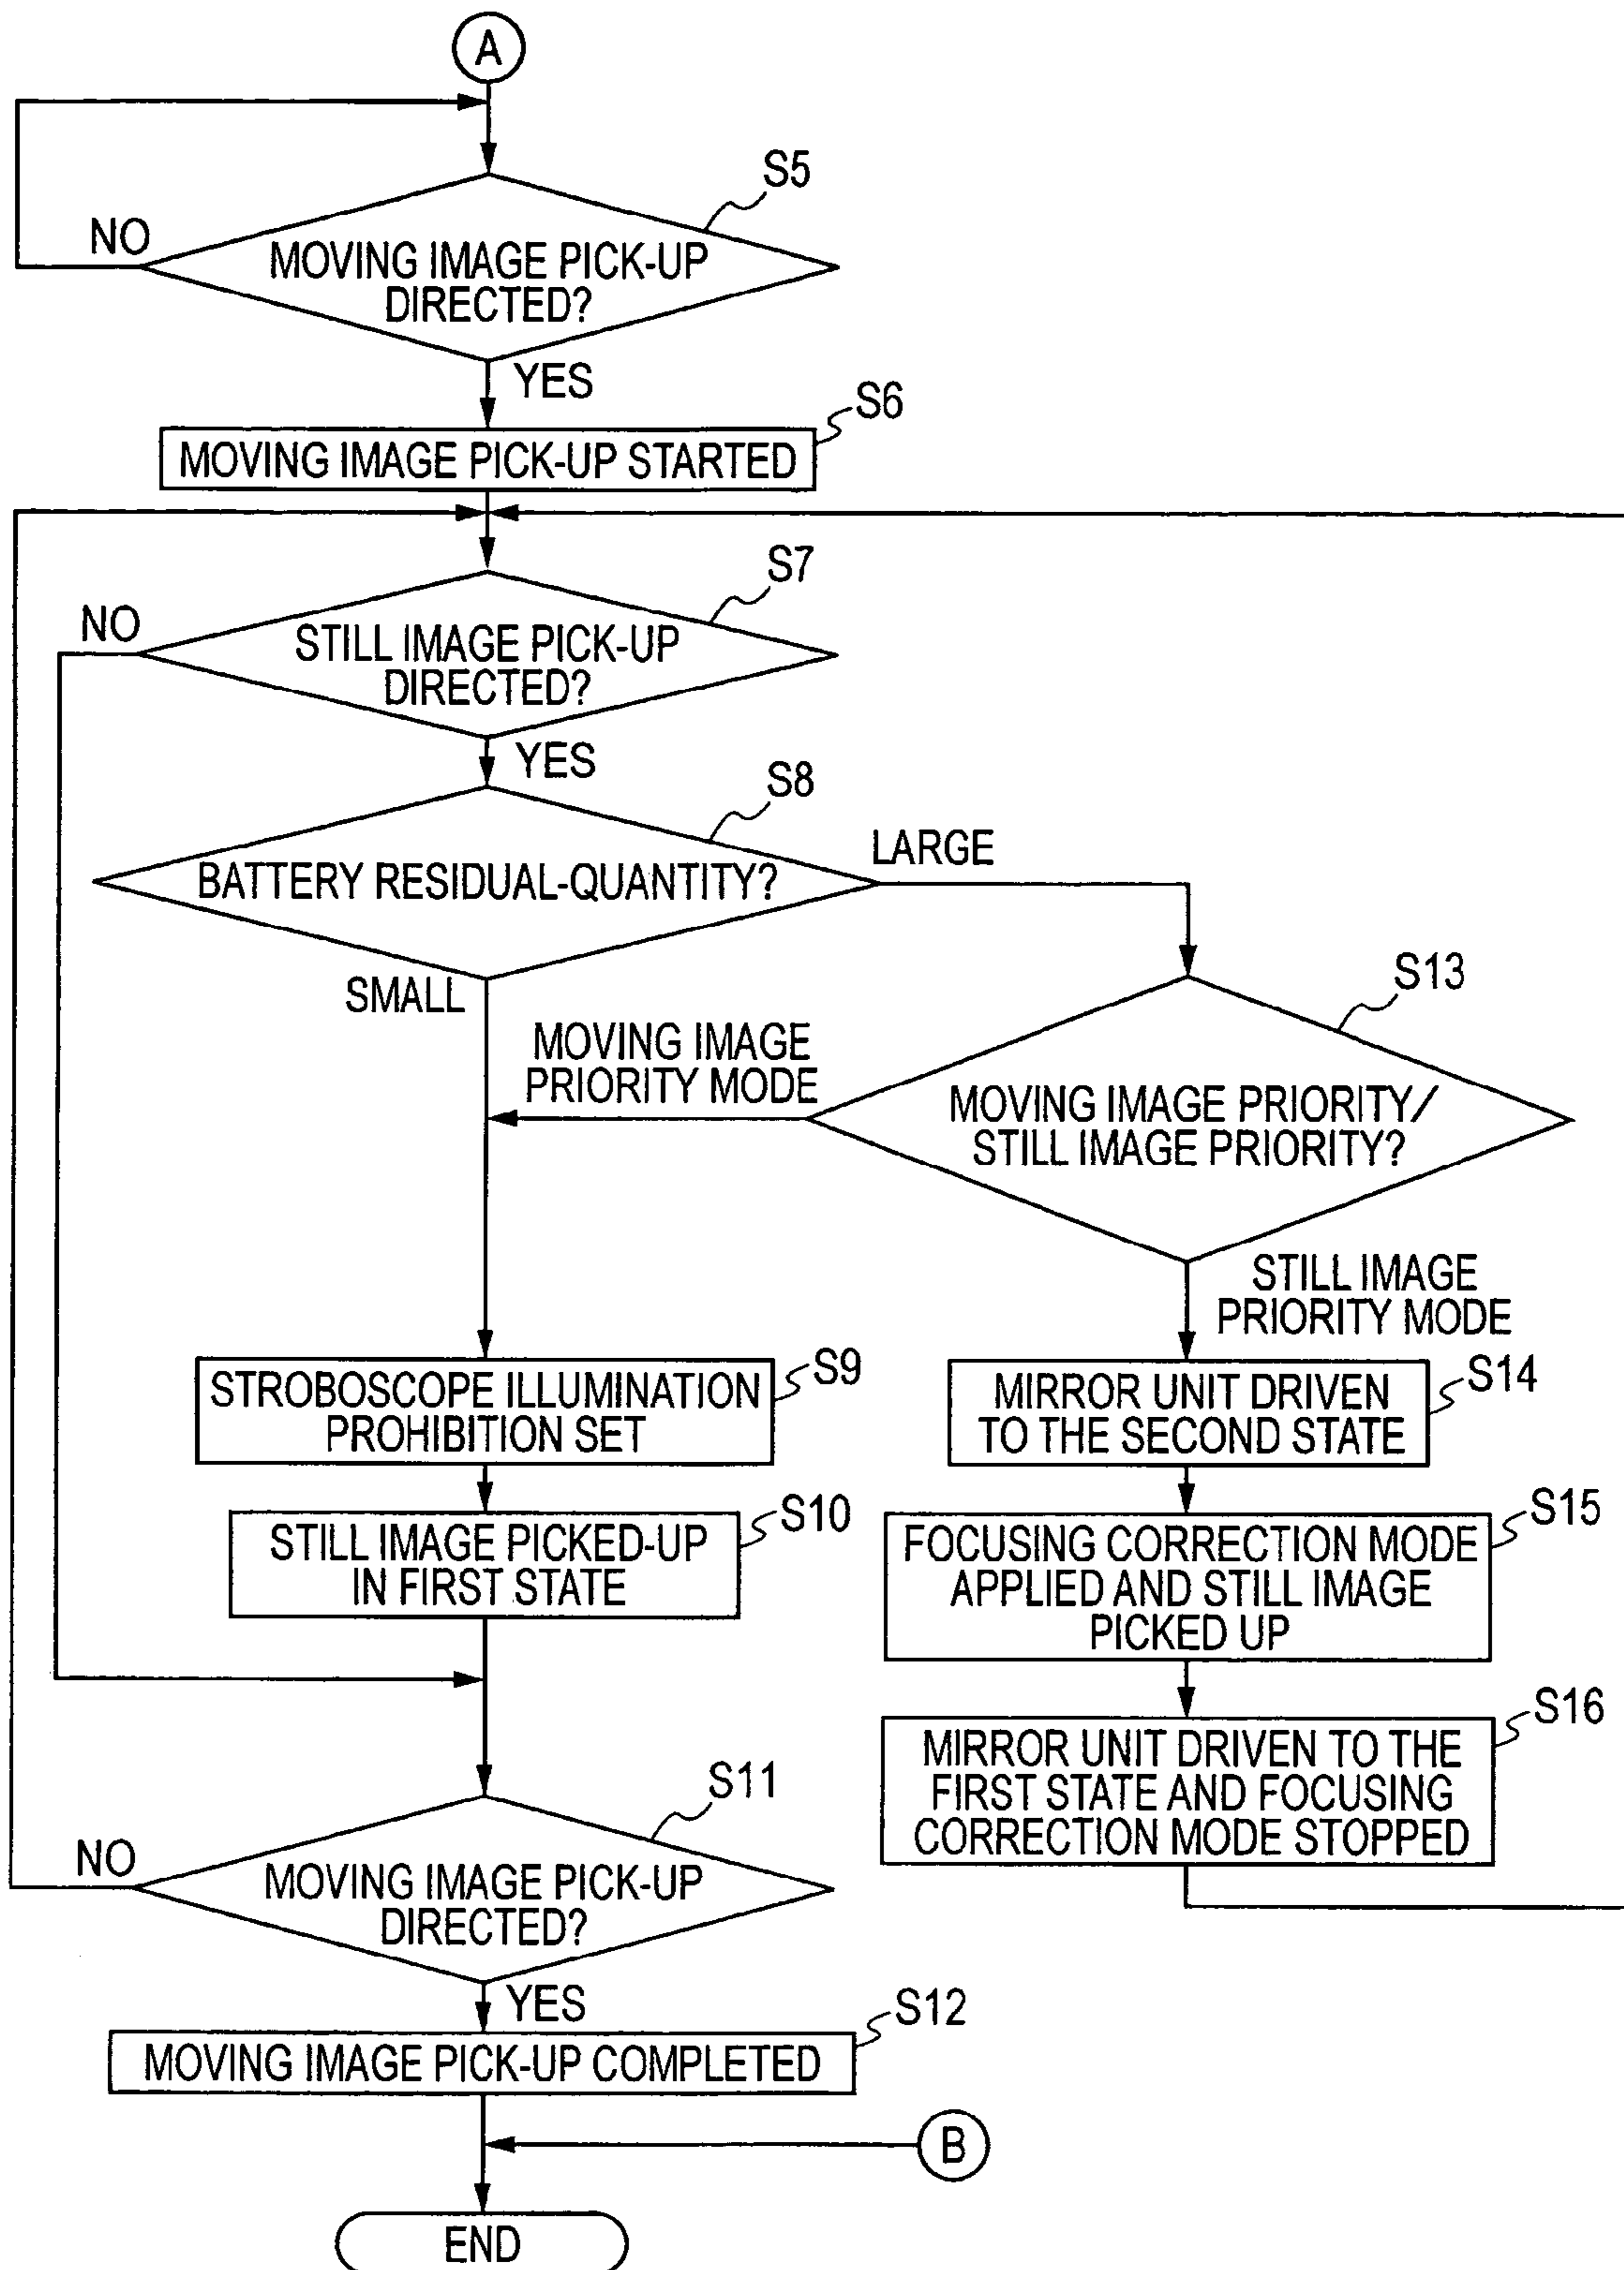 A
S5
NO
MOVING IMAGE PICK-UP
DIRECTED?
YES
S6
MOVING IMAGE PICK-UP STARTED
S7
NO
STILL IMAGE PICK-UP
DIRECTED?
YES
S8
LARGE
BATTERY RESIDUAL-QUANTITY?
SMALL
S13
MOVING IMAGE
PRIORITY MODE
MOVING IMAGE PRIORITY/
STILL IMAGE PRIORITY?
STILL IMAGE
PRIORITY MODE
S9
STROBOSCOPE ILLUMINATION
PROHIBITION SET
S14
MIRROR UNIT DRIVEN
TO THE SECOND STATE
S10
STILL IMAGE PICKED-UP
IN FIRST STATE
S15
FOCUSING CORRECTION MODE
APPLIED AND STILL IMAGE
PICKED UP
S16
MIRROR UNIT DRIVEN TO THE
FIRST STATE AND FOCUSING
CORRECTION MODE STOPPED
S11
NO
MOVING IMAGE PICK-UP
DIRECTED?
YES
S12
MOVING IMAGE PICK-UP COMPLETED
B
END